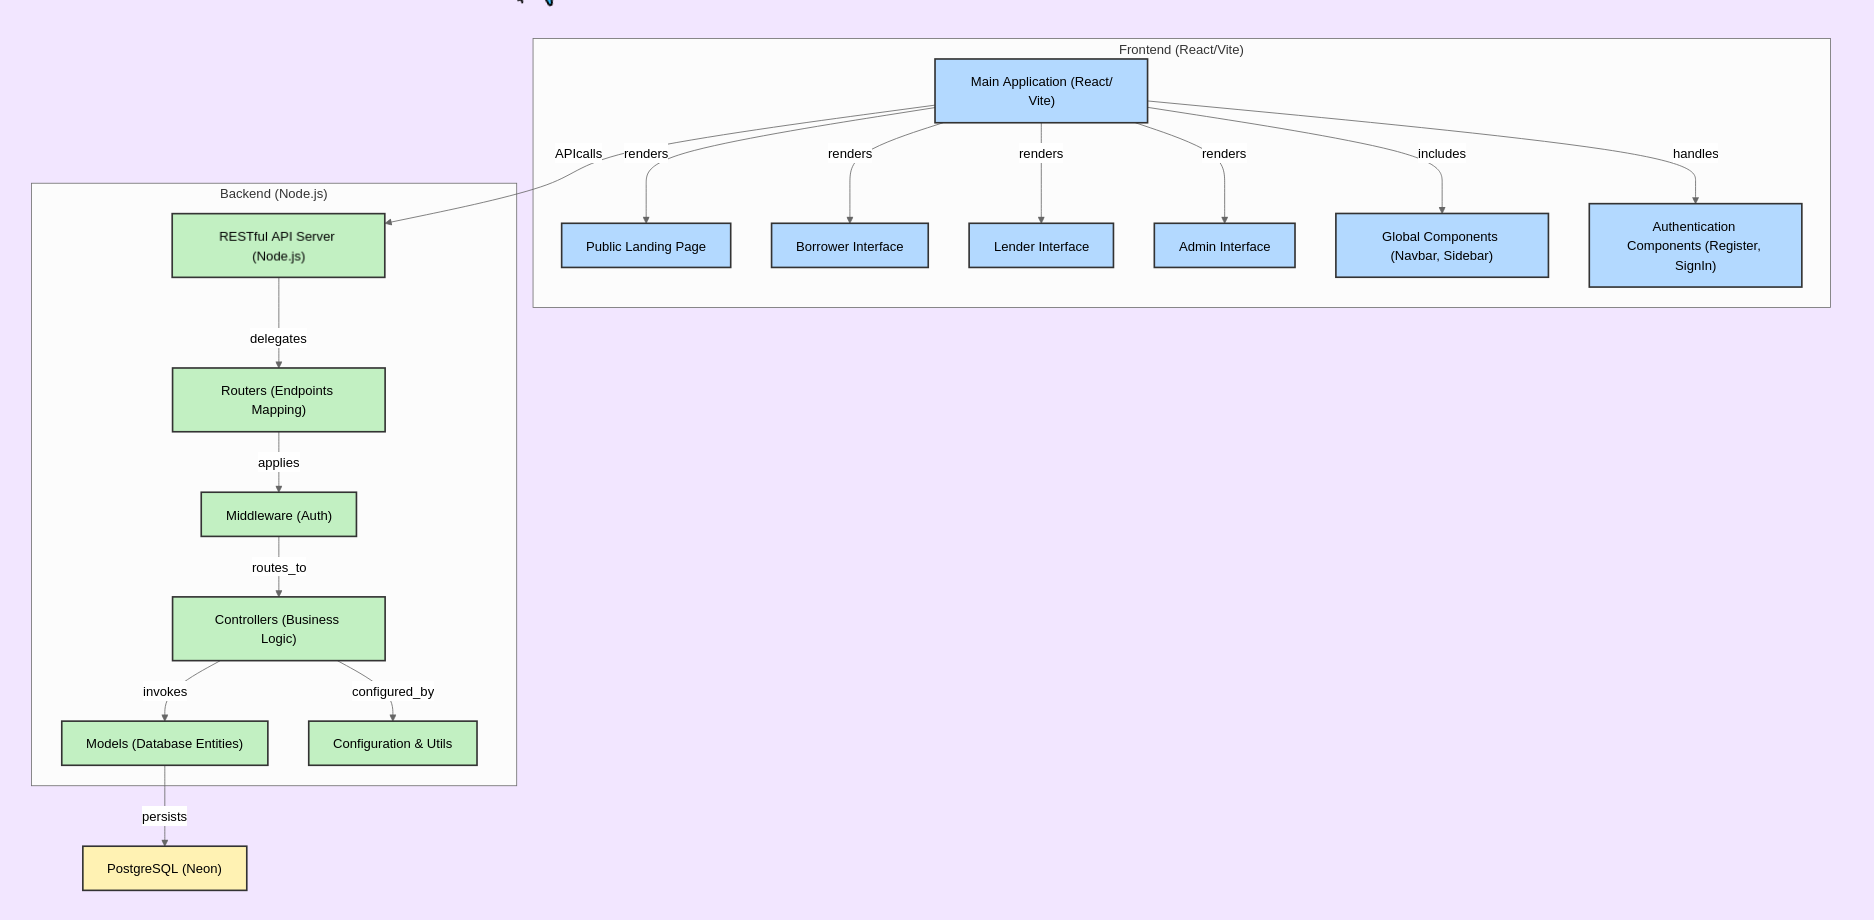 Frontend (React/Vite)
Main Application (React/
Vite)
APIcalls
renders
renders
renders
renders
includes
handles
Public Landing Page
Borrower Interface
Lender Interface
Admin Interface
Global Components
(Navbar, Sidebar)
Authentication
Components (Register,
SignIn)
Backend (Node.js)
RESTful API Server
(Node.js)
delegates
Routers (Endpoints
Mapping)
applies
Middleware (Auth)
routes_to
Controllers (Business
Logic)
invokes
configured_by
Models (Database Entities)
Configuration & Utils
persists
PostgreSQL (Neon)